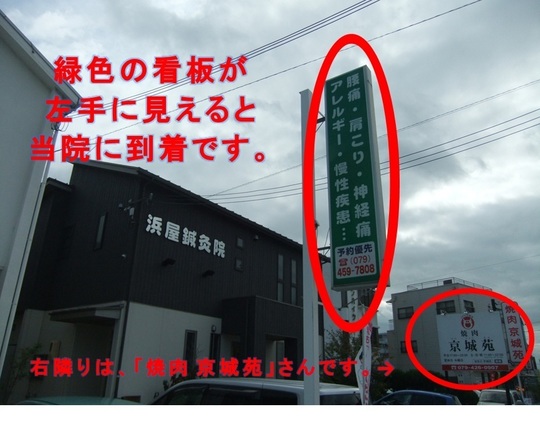 緑色の看板が
左手に見えると
当院に到着です。
腰痛・肩こり・神経痛
アレルギー・慢性疾患…
予約優先
☎(079)
459-7808
浜屋鍼灸院
焼肉
京城苑
焼肉 京城苑
右隣りは、「焼肉 京城苑」さんです。→